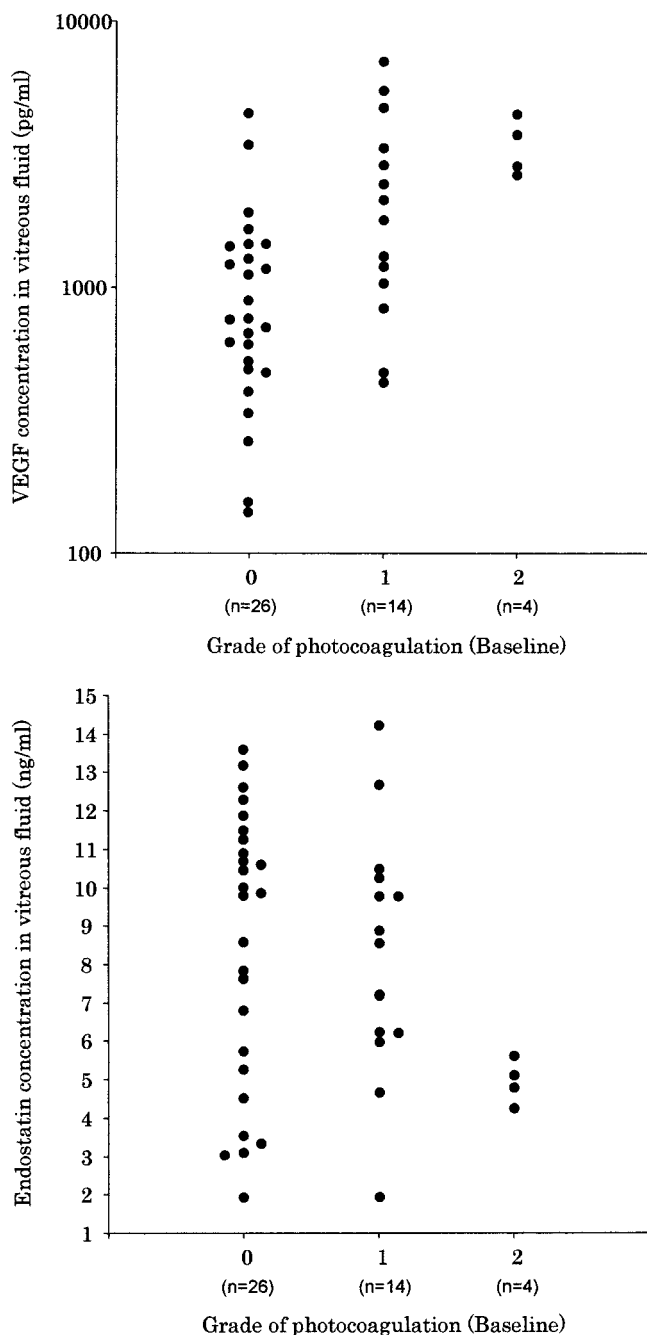 10000
1000
100
VEGF concentration in vitreous fluid (pg/ml)
0 1 2
(n=26) (n=14) (n=4)
Grade of photocoagulation (Baseline)
15
14
13
12
11
10
9
8
7
6
5
4
3
2
1
Endostatin concentration in vitreous fluid (ng/ml)
0 1 2
(n=26) (n=14) (n=4)
Grade of photocoagulation (Baseline)